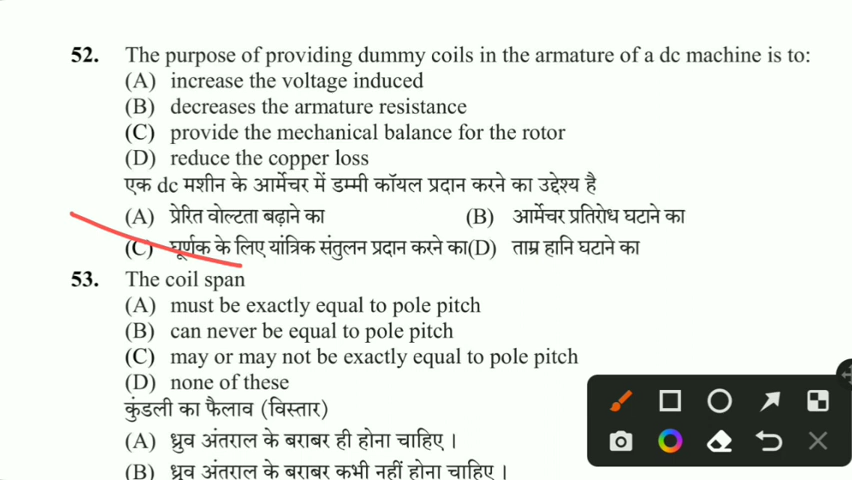 52. The purpose of providing dummy coils in the armature of a dc machine is to:
(A) increase the voltage induced
(B) decreases the armature resistance
(C) provide the mechanical balance for the rotor
(D) reduce the copper loss
एक dc मशीन के आर्मेचर में डम्मी कॉयल प्रदान करने का उद्देश्य है
(A) प्रेरित वोल्टता बढ़ाने का (B) आर्मेचर प्रतिरोध घटाने का
(C) घूर्णक के लिए यांत्रिक संतुलन प्रदान करने का(D) ताम्र हानि घटाने का
53. The coil span
(A) must be exactly equal to pole pitch
(B) can never be equal to pole pitch
(C) may or may not be exactly equal to pole pitch
(D) none of these
कुंडली का फैलाव (विस्तार)
(A) ध्रुव अंतराल के बराबर ही होना चाहिए ।
(B) ध्रुव अंतराल के बराबर कभी नहीं होना चाहिए ।